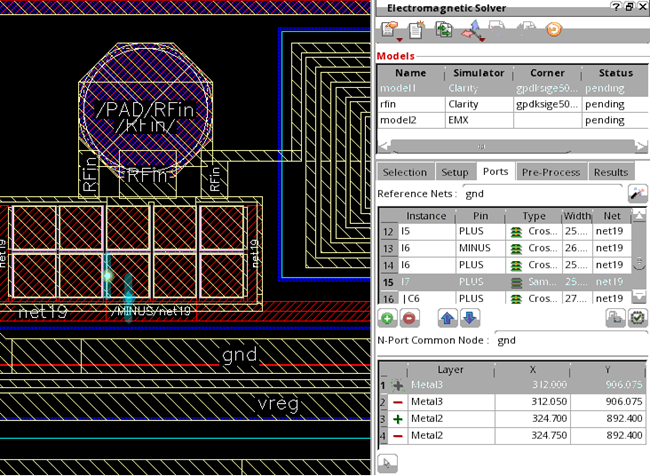 /PAD/RFin
/RFin/
RFin
RFin
RFin
net19
net19
net19
/MINUS/net19
gnd
vreg
Electromagnetic Solver
Models
Name Simulator Corner Status
model1 Clarity gpdksige50... pending
rfin Clarity gpdksige50... pending
model2 EMX pending
Selection Setup Ports Pre-Process Results
Reference Nets : gnd
Instance Pin Type Width Net
12 I5 PLUS Cros... 25.... net19
13 I6 MINUS Cros... 26.... net19
14 I6 PLUS Cros... 26.... net19
15 I7 PLUS Sam... 25.... net19
16 |C6 PLUS Cros... 27.... net19
N-Port Common Node : gnd
Layer X Y
1 + Metal3 312.000 906.075
2 − Metal3 312.050 906.075
3 + Metal2 324.700 892.400
4 − Metal2 324.750 892.400